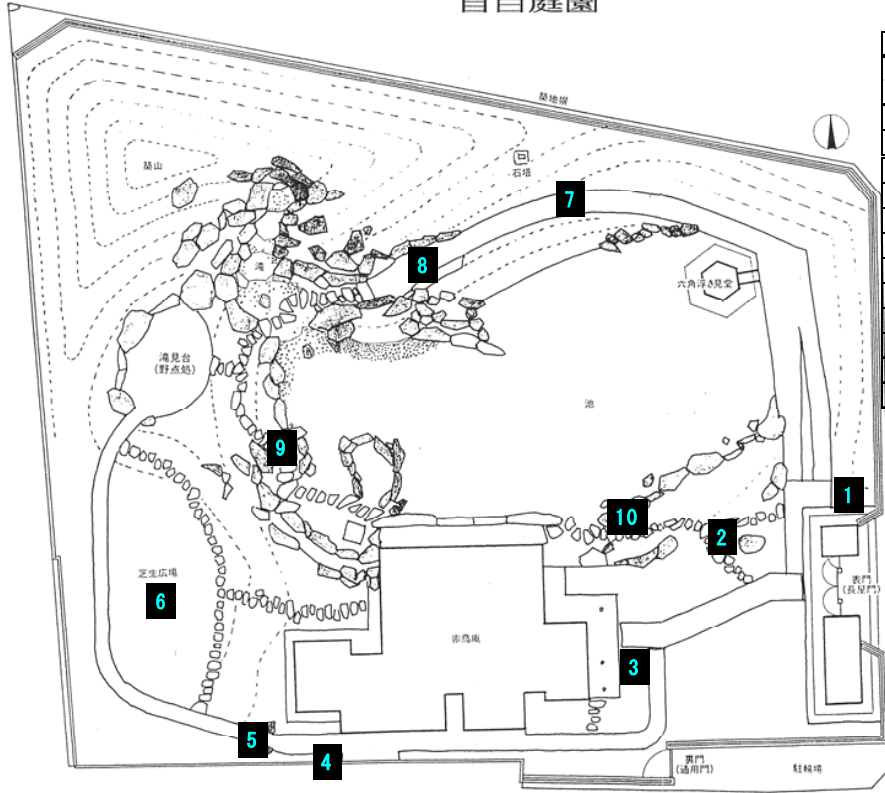 目白庭園
築地塀
築山
石塔
7
8
滝
六角浮き見堂
滝見台
(野点処)
池
9
1
10
2
芝生広場
6
表門
(長屋門)
赤鳥庵
3
5
4
裏門
(通用門)
駐輪場